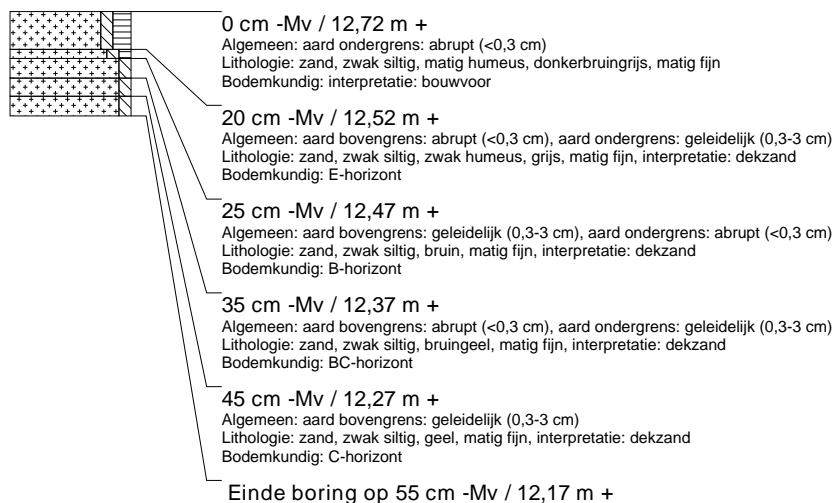 0 cm -Mv / 12,72 m +
Algemeen: aard ondergrens: abrupt (<0,3 cm)
Lithologie: zand, zwak siltig, matig humeus, donkerbruingrijs, matig fijn
Bodemkundig: interpretatie: bouwvoor
20 cm -Mv / 12,52 m +
Algemeen: aard bovengrens: abrupt (<0,3 cm), aard ondergrens: geleidelijk (0,3-3 cm)
Lithologie: zand, zwak siltig, zwak humeus, grijs, matig fijn, interpretatie: dekzand
Bodemkundig: E-horizont
25 cm -Mv / 12,47 m +
Algemeen: aard bovengrens: geleidelijk (0,3-3 cm), aard ondergrens: abrupt (<0,3 cm)
Lithologie: zand, zwak siltig, bruin, matig fijn, interpretatie: dekzand
Bodemkundig: B-horizont
35 cm -Mv / 12,37 m +
Algemeen: aard bovengrens: abrupt (<0,3 cm), aard ondergrens: geleidelijk (0,3-3 cm)
Lithologie: zand, zwak siltig, bruingeel, matig fijn, interpretatie: dekzand
Bodemkundig: BC-horizont
45 cm -Mv / 12,27 m +
Algemeen: aard bovengrens: geleidelijk (0,3-3 cm)
Lithologie: zand, zwak siltig, geel, matig fijn, interpretatie: dekzand
Bodemkundig: C-horizont
Einde boring op 55 cm -Mv / 12,17 m +